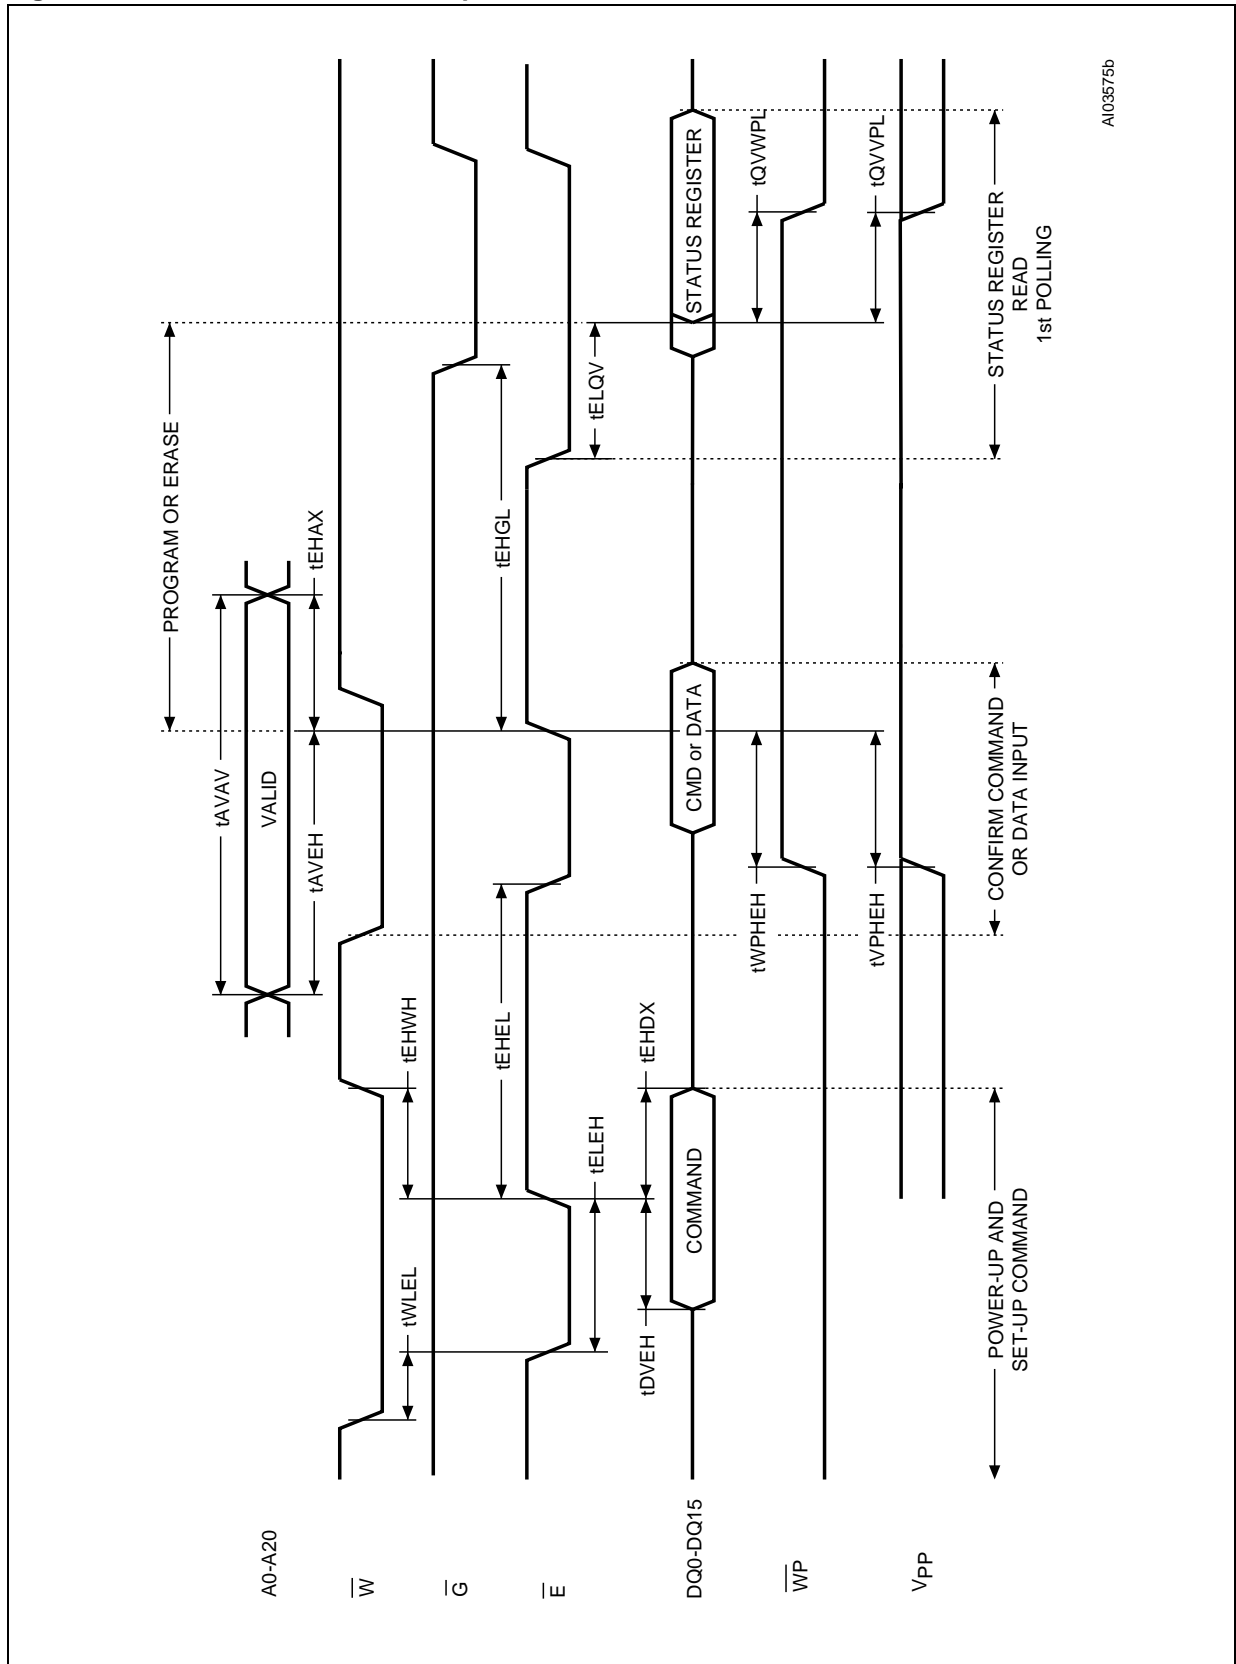 PROGRAM OR ERASE
tAVAV
A0-A20
VALID
tAVEH
tEHAX
W
tWLEL
tEHWH
G
tEHEL
tEHGL
E
tELEH
tELQV
tDVEH
tEHDX
DQ0-DQ15
COMMAND
CMD or DATA
STATUS REGISTER
tWPHEH
tQVWPL
WP
tVPHEH
tQVVPL
VPP
POWER-UP AND
SET-UP COMMAND
CONFIRM COMMAND
OR DATA INPUT
STATUS REGISTER
READ
1st POLLING
AI03575b